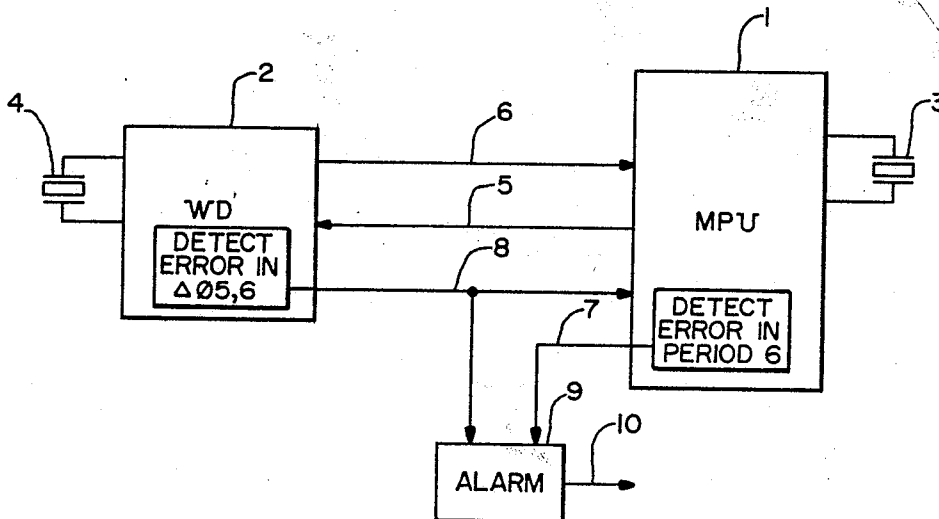 1
2
4
3
6
5
WD
MPU
DETECT
ERROR IN
Δ Ø5,6
8
7
DETECT
ERROR IN
PERIOD 6
9
10
ALARM